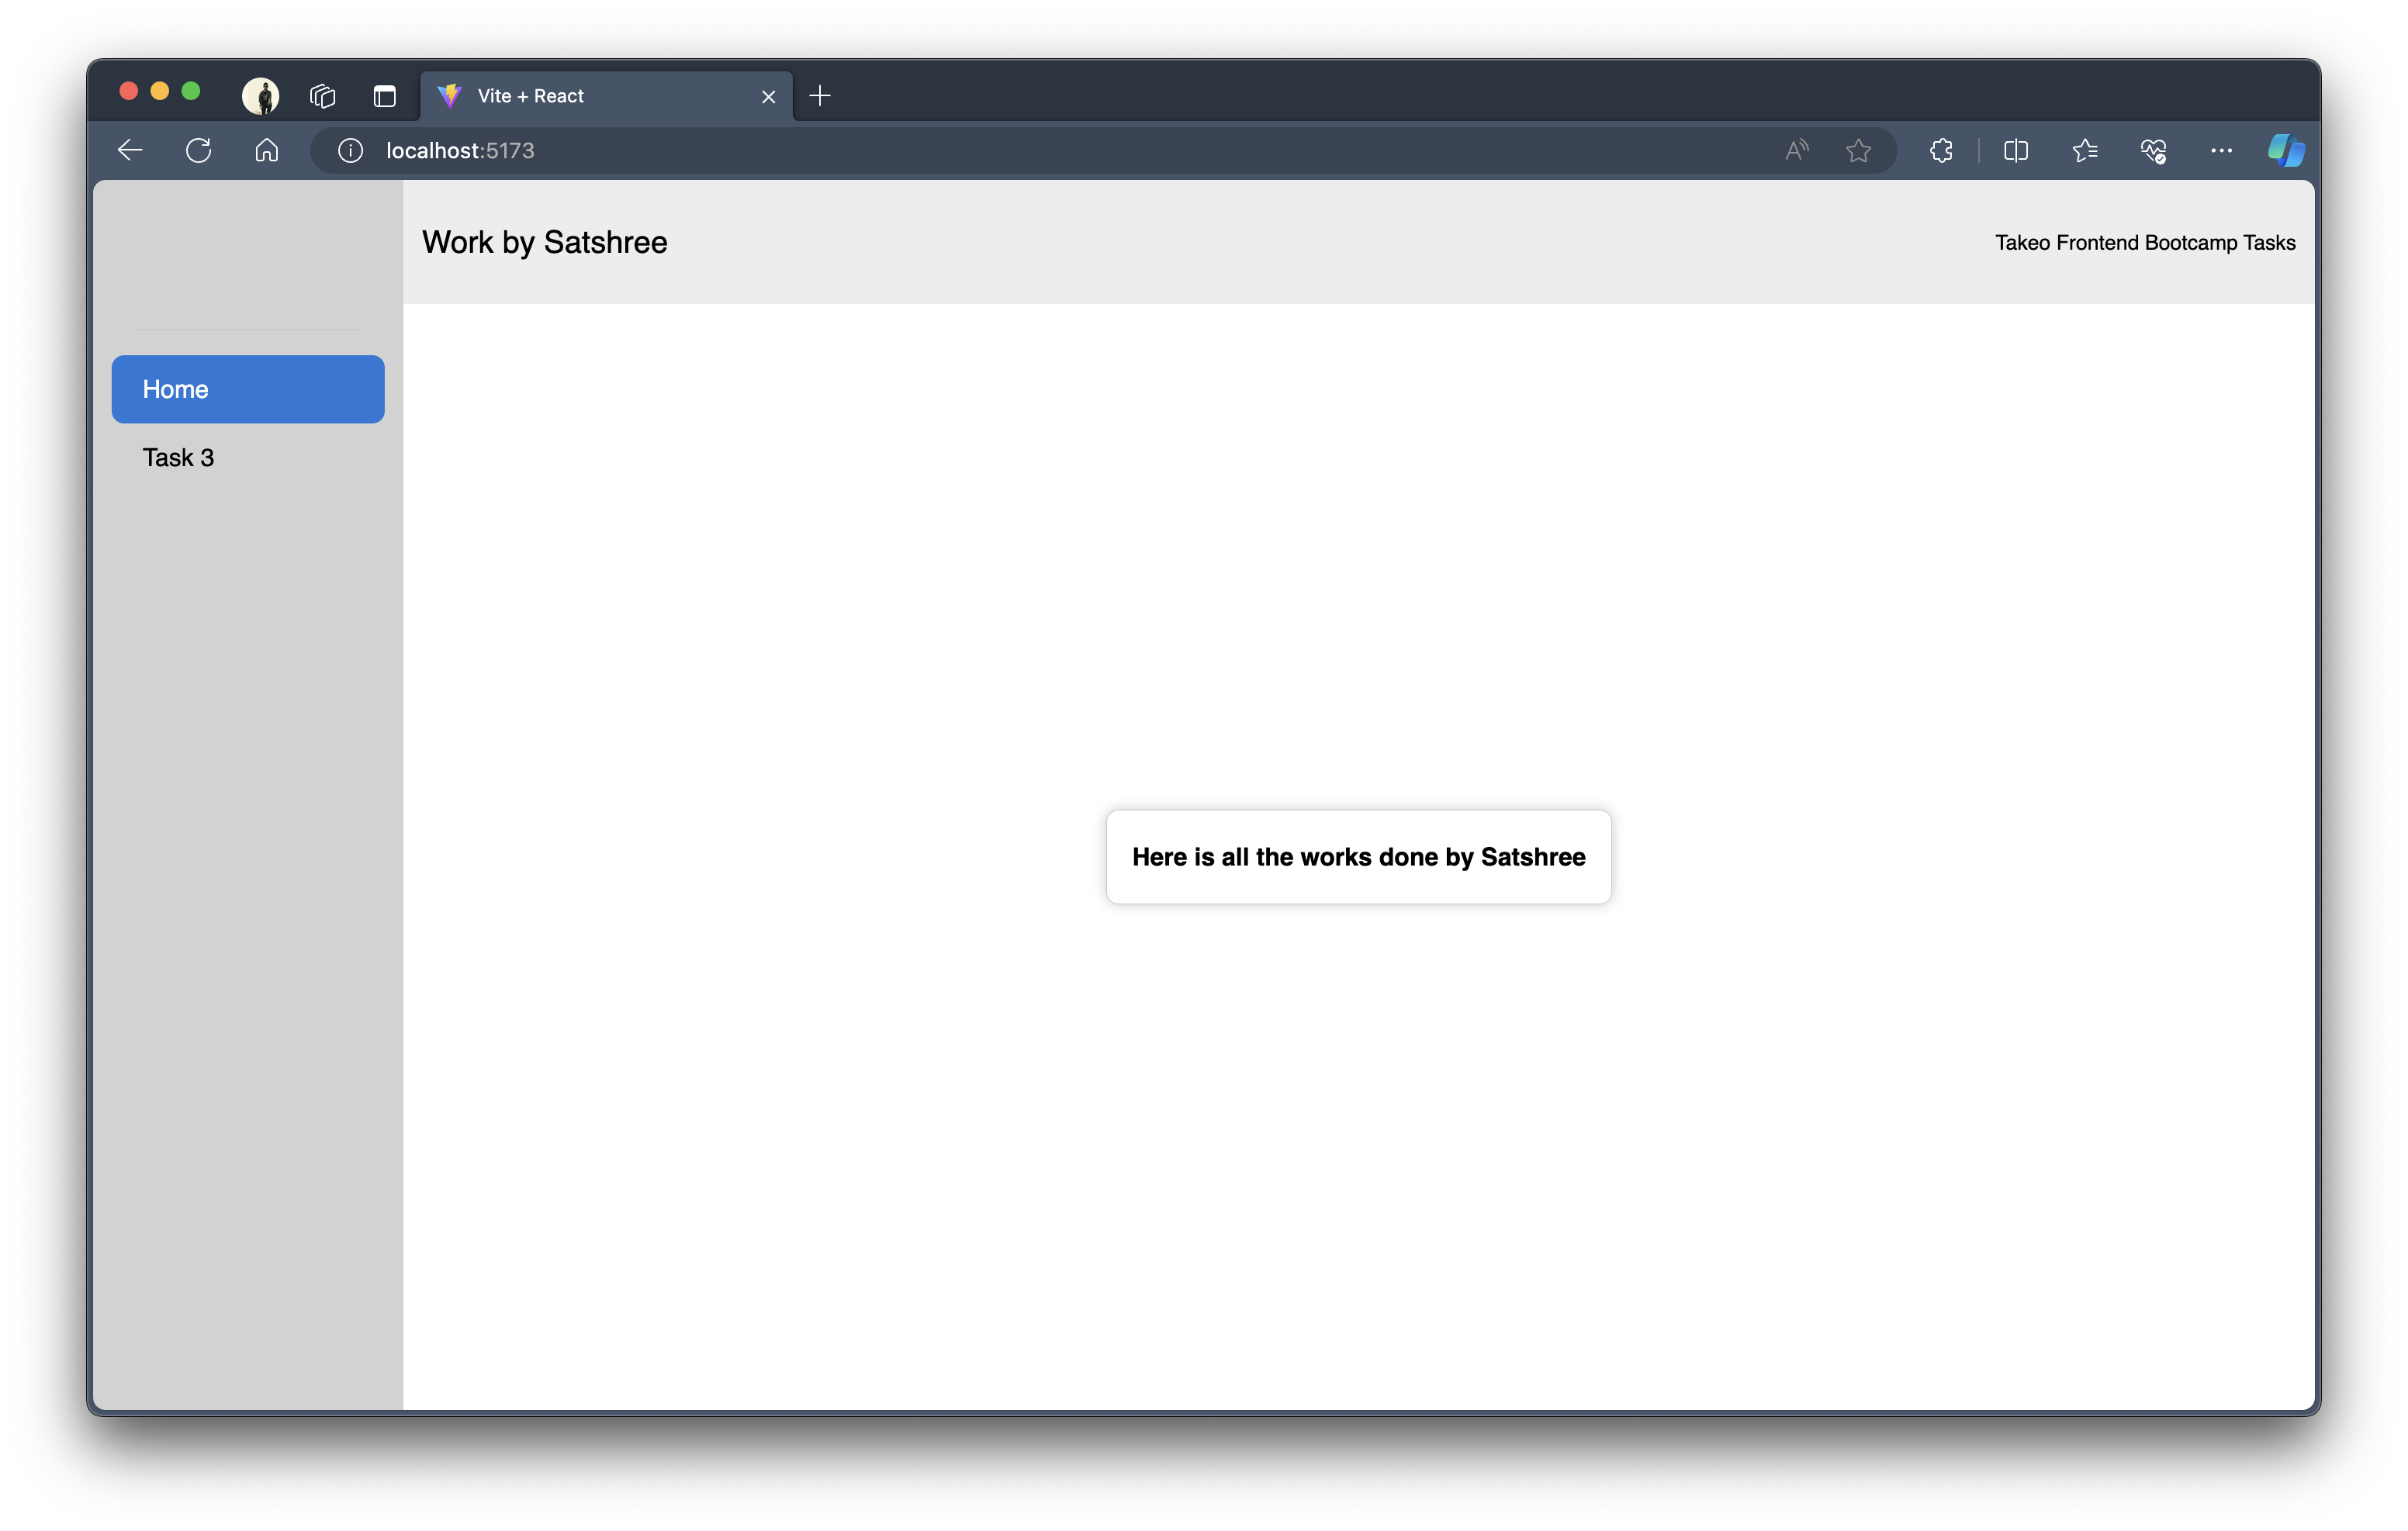 Vite + React
localhost:5173
Work by Satshree
Takeo Frontend Bootcamp Tasks
Home
Task 3
Here is all the works done by Satshree